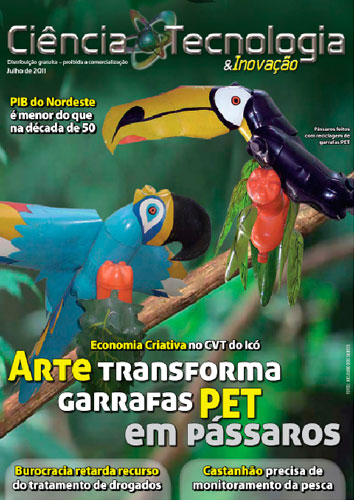 Ciência Tecnologia
&Inovação
Distribuição gratuita – proibida a comercialização
Julho de 2011
PIB do Nordeste
é menor do que
na década de 50
Pássaros feitos
com reciclagem de
garrafas PET
Economia Criativa no CVT do Icó
ARTE TRANSFORMA
GARRAFAS PET
EM PÁSSAROS
Burocracia retarda recurso
do tratamento de drogados
Castanhão precisa de
monitoramento da pesca